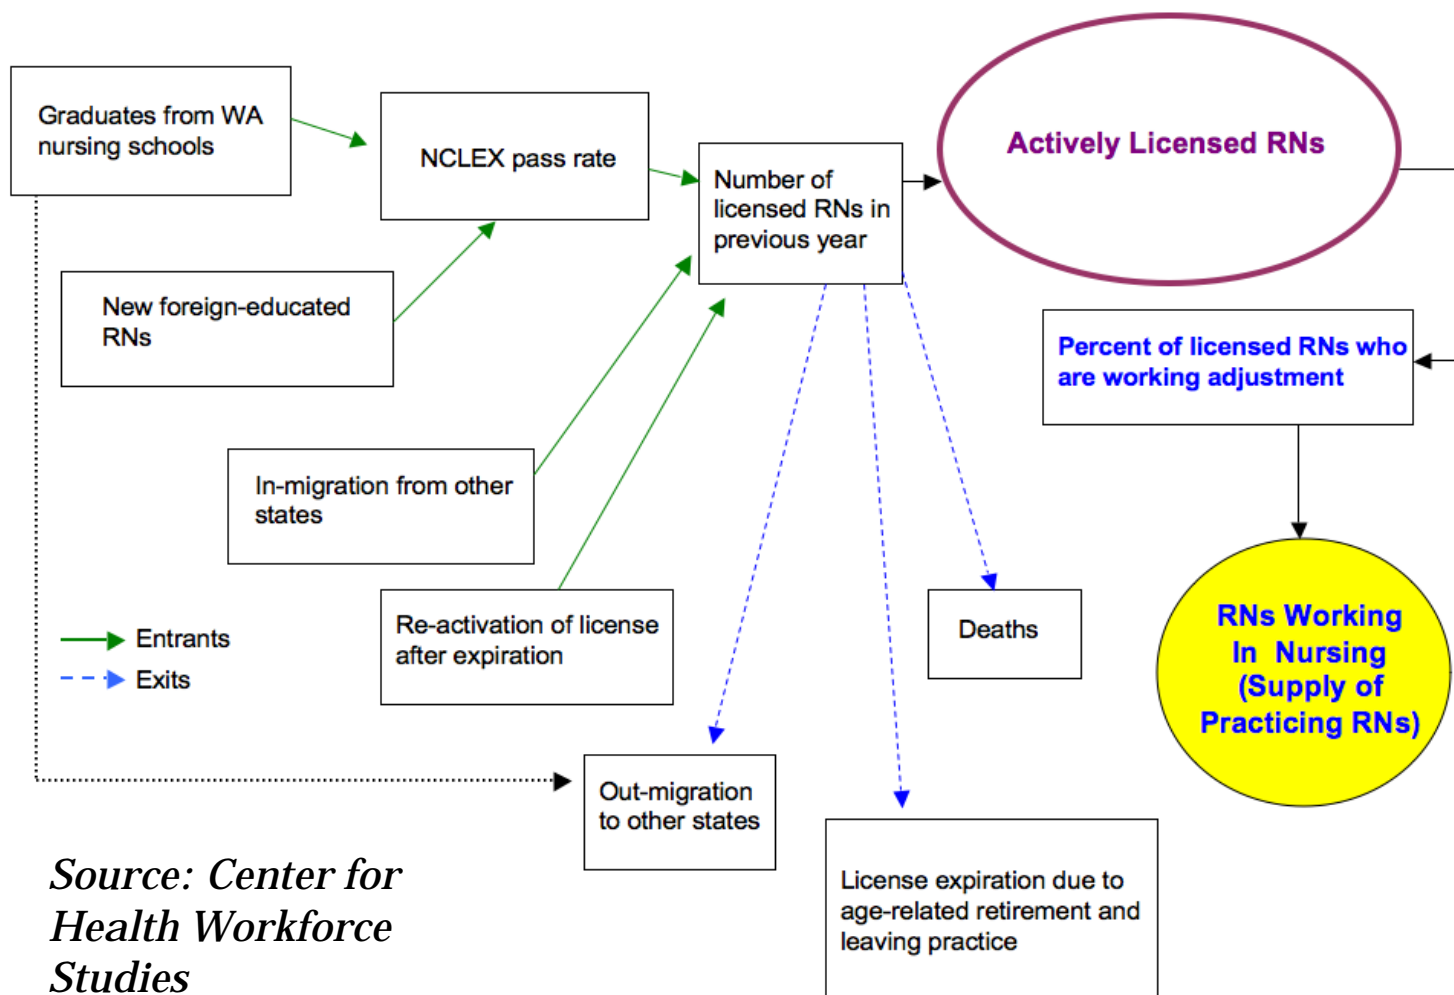 Graduates from WA
nursing schools
NCLEX pass rate
Number of
licensed RNs in
previous year
Actively Licensed RNs
New foreign-educated
RNs
Percent of licensed RNs who
are working adjustment
In-migration from other
states
Re-activation of license
after expiration
Deaths
RNs Working
In Nursing
(Supply of
Practicing RNs)
Entrants
Exits
Out-migration
to other states
License expiration due to
age-related retirement and
leaving practice
Source: Center for
Health Workforce
Studies